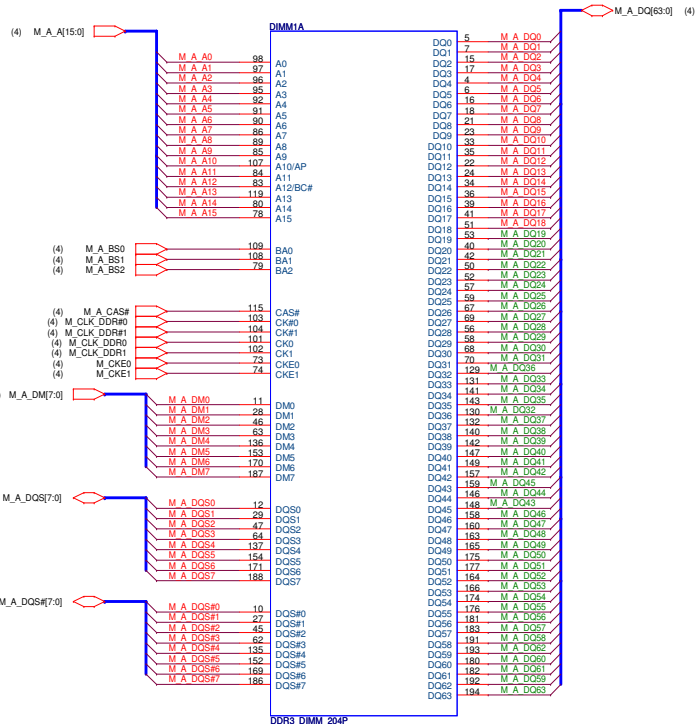 DIMM1A
(4) M_A_A[15:0]
M_A_A0 98 A0
M_A_A1 97 A1
M_A_A2 96 A2
M_A_A3 95 A3
M_A_A4 92 A4
M_A_A5 91 A5
M_A_A6 90 A6
M_A_A7 86 A7
M_A_A8 89 A8
M_A_A9 85 A9
M_A_A10 107 A10/AP
M_A_A11 84 A11
M_A_A12 83 A12/BC#
M_A_A13 119 A13
M_A_A14 80 A14
M_A_A15 78 A15
(4) M_A_BS0 109 BA0
(4) M_A_BS1 108 BA1
(4) M_A_BS2 79 BA2
(4) M_A_CAS# 115 CAS#
(4) M_CLK_DDR#0 103 CK#0
(4) M_CLK_DDR#1 104 CK#1
(4) M_CLK_DDR0 101 CK0
(4) M_CLK_DDR1 102 CK1
(4) M_CKE0 73 CKE0
(4) M_CKE1 74 CKE1
) M_A_DM[7:0]
M_A_DM0 11 DM0
M_A_DM1 28 DM1
M_A_DM2 46 DM2
M_A_DM3 63 DM3
M_A_DM4 136 DM4
M_A_DM5 153 DM5
M_A_DM6 170 DM6
M_A_DM7 187 DM7
M_A_DQS[7:0]
M_A_DQS0 12 DQS0
M_A_DQS1 29 DQS1
M_A_DQS2 47 DQS2
M_A_DQS3 64 DQS3
M_A_DQS4 137 DQS4
M_A_DQS5 154 DQS5
M_A_DQS6 171 DQS6
M_A_DQS7 188 DQS7
M_A_DQS#[7:0]
M_A_DQS#0 10 DQS#0
M_A_DQS#1 27 DQS#1
M_A_DQS#2 45 DQS#2
M_A_DQS#3 62 DQS#3
M_A_DQS#4 135 DQS#4
M_A_DQS#5 152 DQS#5
M_A_DQS#6 169 DQS#6
M_A_DQS#7 186 DQS#7
M_A_DQ[63:0] (4)
DQ0 5 M_A_DQ0
DQ1 7 M_A_DQ1
DQ2 15 M_A_DQ2
DQ3 17 M_A_DQ3
DQ4 4 M_A_DQ4
DQ5 6 M_A_DQ5
DQ6 16 M_A_DQ6
DQ7 18 M_A_DQ7
DQ8 21 M_A_DQ8
DQ9 23 M_A_DQ9
DQ10 33 M_A_DQ10
DQ11 35 M_A_DQ11
DQ12 22 M_A_DQ12
DQ13 24 M_A_DQ13
DQ14 34 M_A_DQ14
DQ15 36 M_A_DQ15
DQ16 39 M_A_DQ16
DQ17 41 M_A_DQ17
DQ18 51 M_A_DQ18
DQ19 53 M_A_DQ19
DQ20 40 M_A_DQ20
DQ21 42 M_A_DQ21
DQ22 50 M_A_DQ22
DQ23 52 M_A_DQ23
DQ24 57 M_A_DQ24
DQ25 59 M_A_DQ25
DQ26 67 M_A_DQ26
DQ27 69 M_A_DQ27
DQ28 56 M_A_DQ28
DQ29 58 M_A_DQ29
DQ30 68 M_A_DQ30
DQ31 70 M_A_DQ31
DQ32 129 M_A_DQ36
DQ33 131 M_A_DQ33
DQ34 141 M_A_DQ34
DQ35 143 M_A_DQ35
DQ36 130 M_A_DQ32
DQ37 132 M_A_DQ37
DQ38 140 M_A_DQ38
DQ39 142 M_A_DQ39
DQ40 147 M_A_DQ40
DQ41 149 M_A_DQ41
DQ42 157 M_A_DQ42
DQ43 159 M_A_DQ45
DQ44 146 M_A_DQ44
DQ45 148 M_A_DQ43
DQ46 158 M_A_DQ46
DQ47 160 M_A_DQ47
DQ48 163 M_A_DQ48
DQ49 165 M_A_DQ49
DQ50 175 M_A_DQ50
DQ51 177 M_A_DQ51
DQ52 164 M_A_DQ52
DQ53 166 M_A_DQ53
DQ54 174 M_A_DQ54
DQ55 176 M_A_DQ55
DQ56 181 M_A_DQ56
DQ57 183 M_A_DQ57
DQ58 191 M_A_DQ58
DQ59 193 M_A_DQ62
DQ60 180 M_A_DQ60
DQ61 182 M_A_DQ61
DQ62 192 M_A_DQ59
DQ63 194 M_A_DQ63
DDR3_DIMM_204P